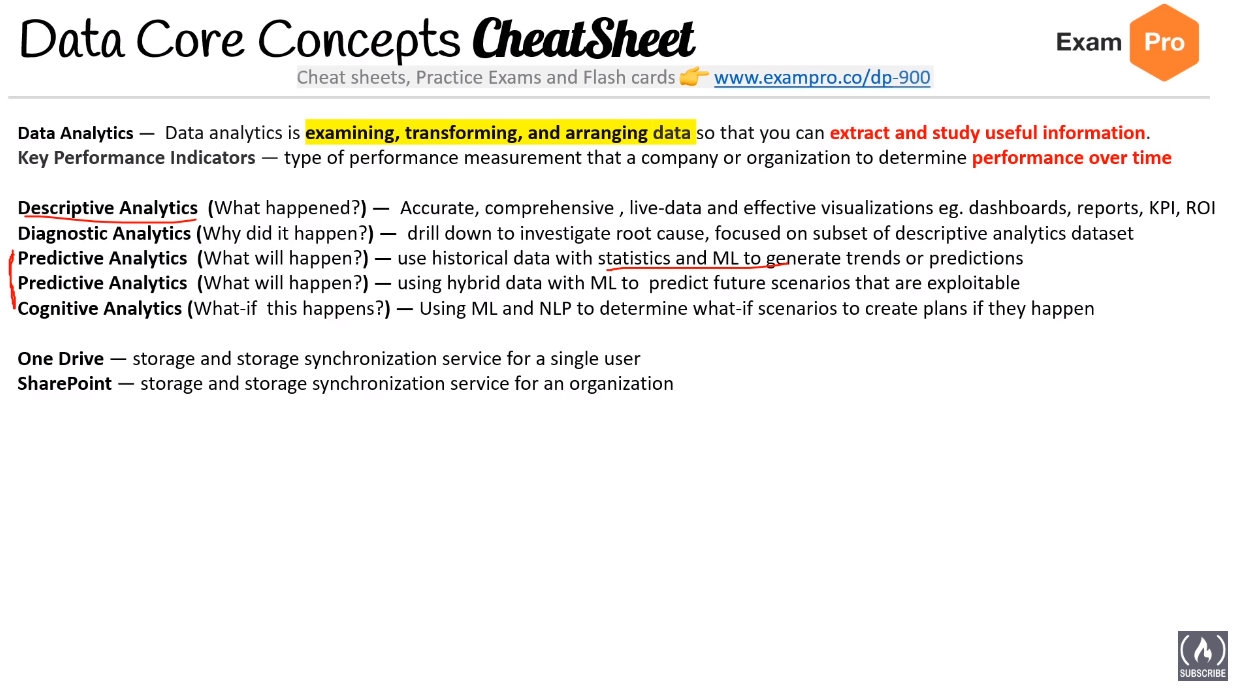 Data Core Concepts CheatSheet
Exam Pro
Cheat sheets, Practice Exams and Flash cards 👉 www.exampro.co/dp-900
Data Analytics — Data analytics is examining, transforming, and arranging data so that you can extract and study useful information.
Key Performance Indicators — type of performance measurement that a company or organization to determine performance over time
Descriptive Analytics (What happened?) — Accurate, comprehensive , live-data and effective visualizations eg. dashboards, reports, KPI, ROI
Diagnostic Analytics (Why did it happen?) — drill down to investigate root cause, focused on subset of descriptive analytics dataset
Predictive Analytics (What will happen?) — use historical data with statistics and ML to generate trends or predictions
Predictive Analytics (What will happen?) — using hybrid data with ML to predict future scenarios that are exploitable
Cognitive Analytics (What-if this happens?) — Using ML and NLP to determine what-if scenarios to create plans if they happen
One Drive — storage and storage synchronization service for a single user
SharePoint — storage and storage synchronization service for an organization
SUBSCRIBE